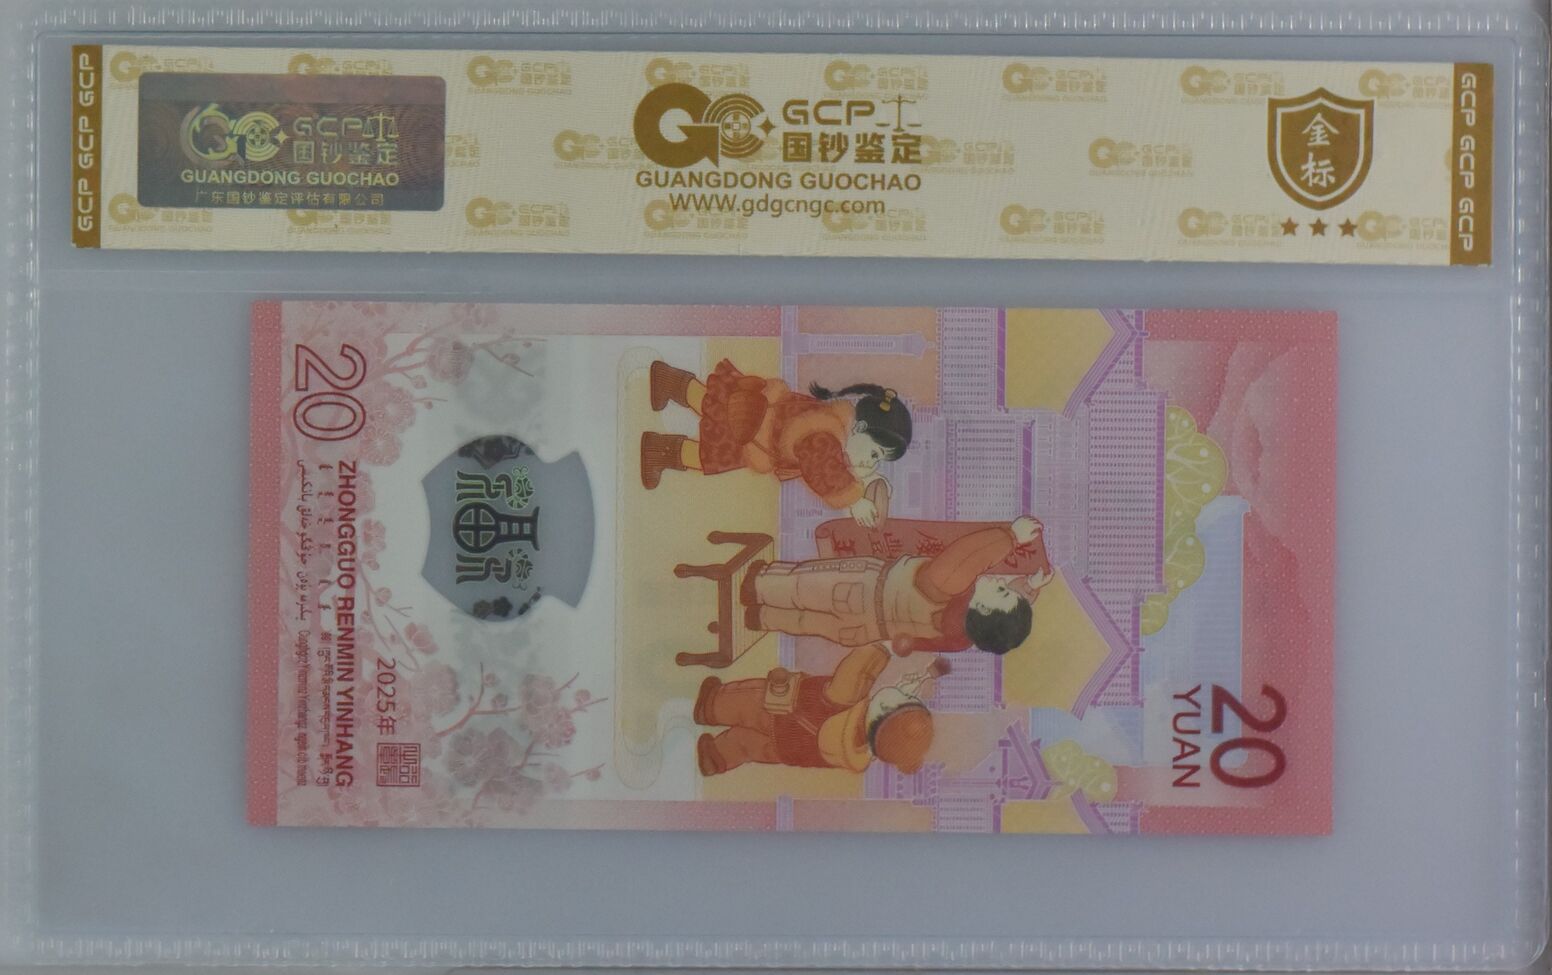 GCP GCP GCP
GCP
国钞鉴定
GUANGDONG GUOCHAO
广东国钞鉴定评估有限公司
GCP
国钞鉴定
GUANGDONG GUOCHAO
WWW.gdgcngc.com
金
标
GCP GCP GCP
20
ZHONGGUO RENMIN YINHANG
2025年
20
YUAN